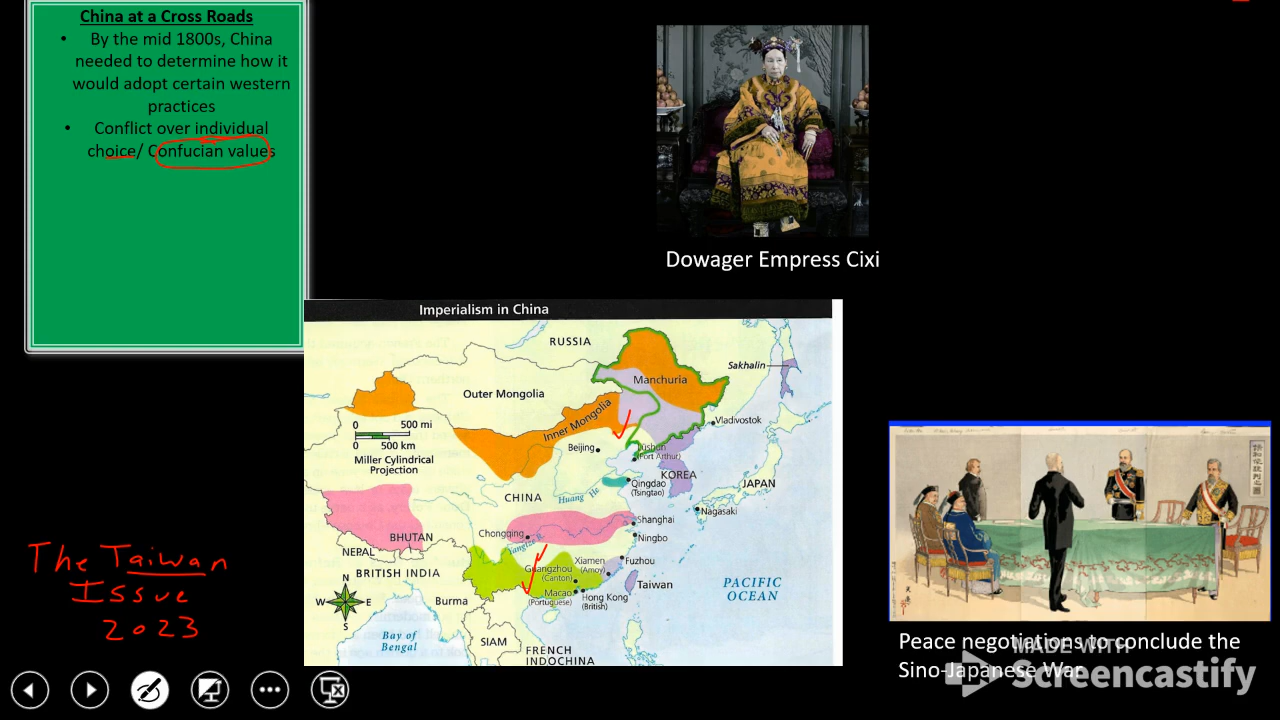 China at a Cross Roads
• By the mid 1800s, China
needed to determine how it
would adopt certain western
practices
• Conflict over individual
choice/ Confucian values
Dowager Empress Cixi
Imperialism in China
RUSSIA
Sakhalin
Manchuria
Outer Mongolia
Inner Mongolia
Vladivostok
0 500 mi
0 500 km
Miller Cylindrical
Projection
Beijing
Lüshun
(Port Arthur)
KOREA
JAPAN
Qingdao
(Tsingtao)
CHINA
Huang He
Nagasaki
Shanghai
Chongqing
Yangtze R.
Ningbo
BHUTAN
NEPAL
Fuzhou
Xiamen
(Amoy)
Guangzhou
(Canton)
BRITISH INDIA
Taiwan
PACIFIC
OCEAN
Macao
(Portuguese)
Hong Kong
(British)
Burma
N
W E
S
Bay of
Bengal
SIAM
FRENCH
INDOCHINA
The Taiwan
Issue
2023
Peace negotiations to conclude the
Sino-Japanese War
MADE WITH
Screencastify